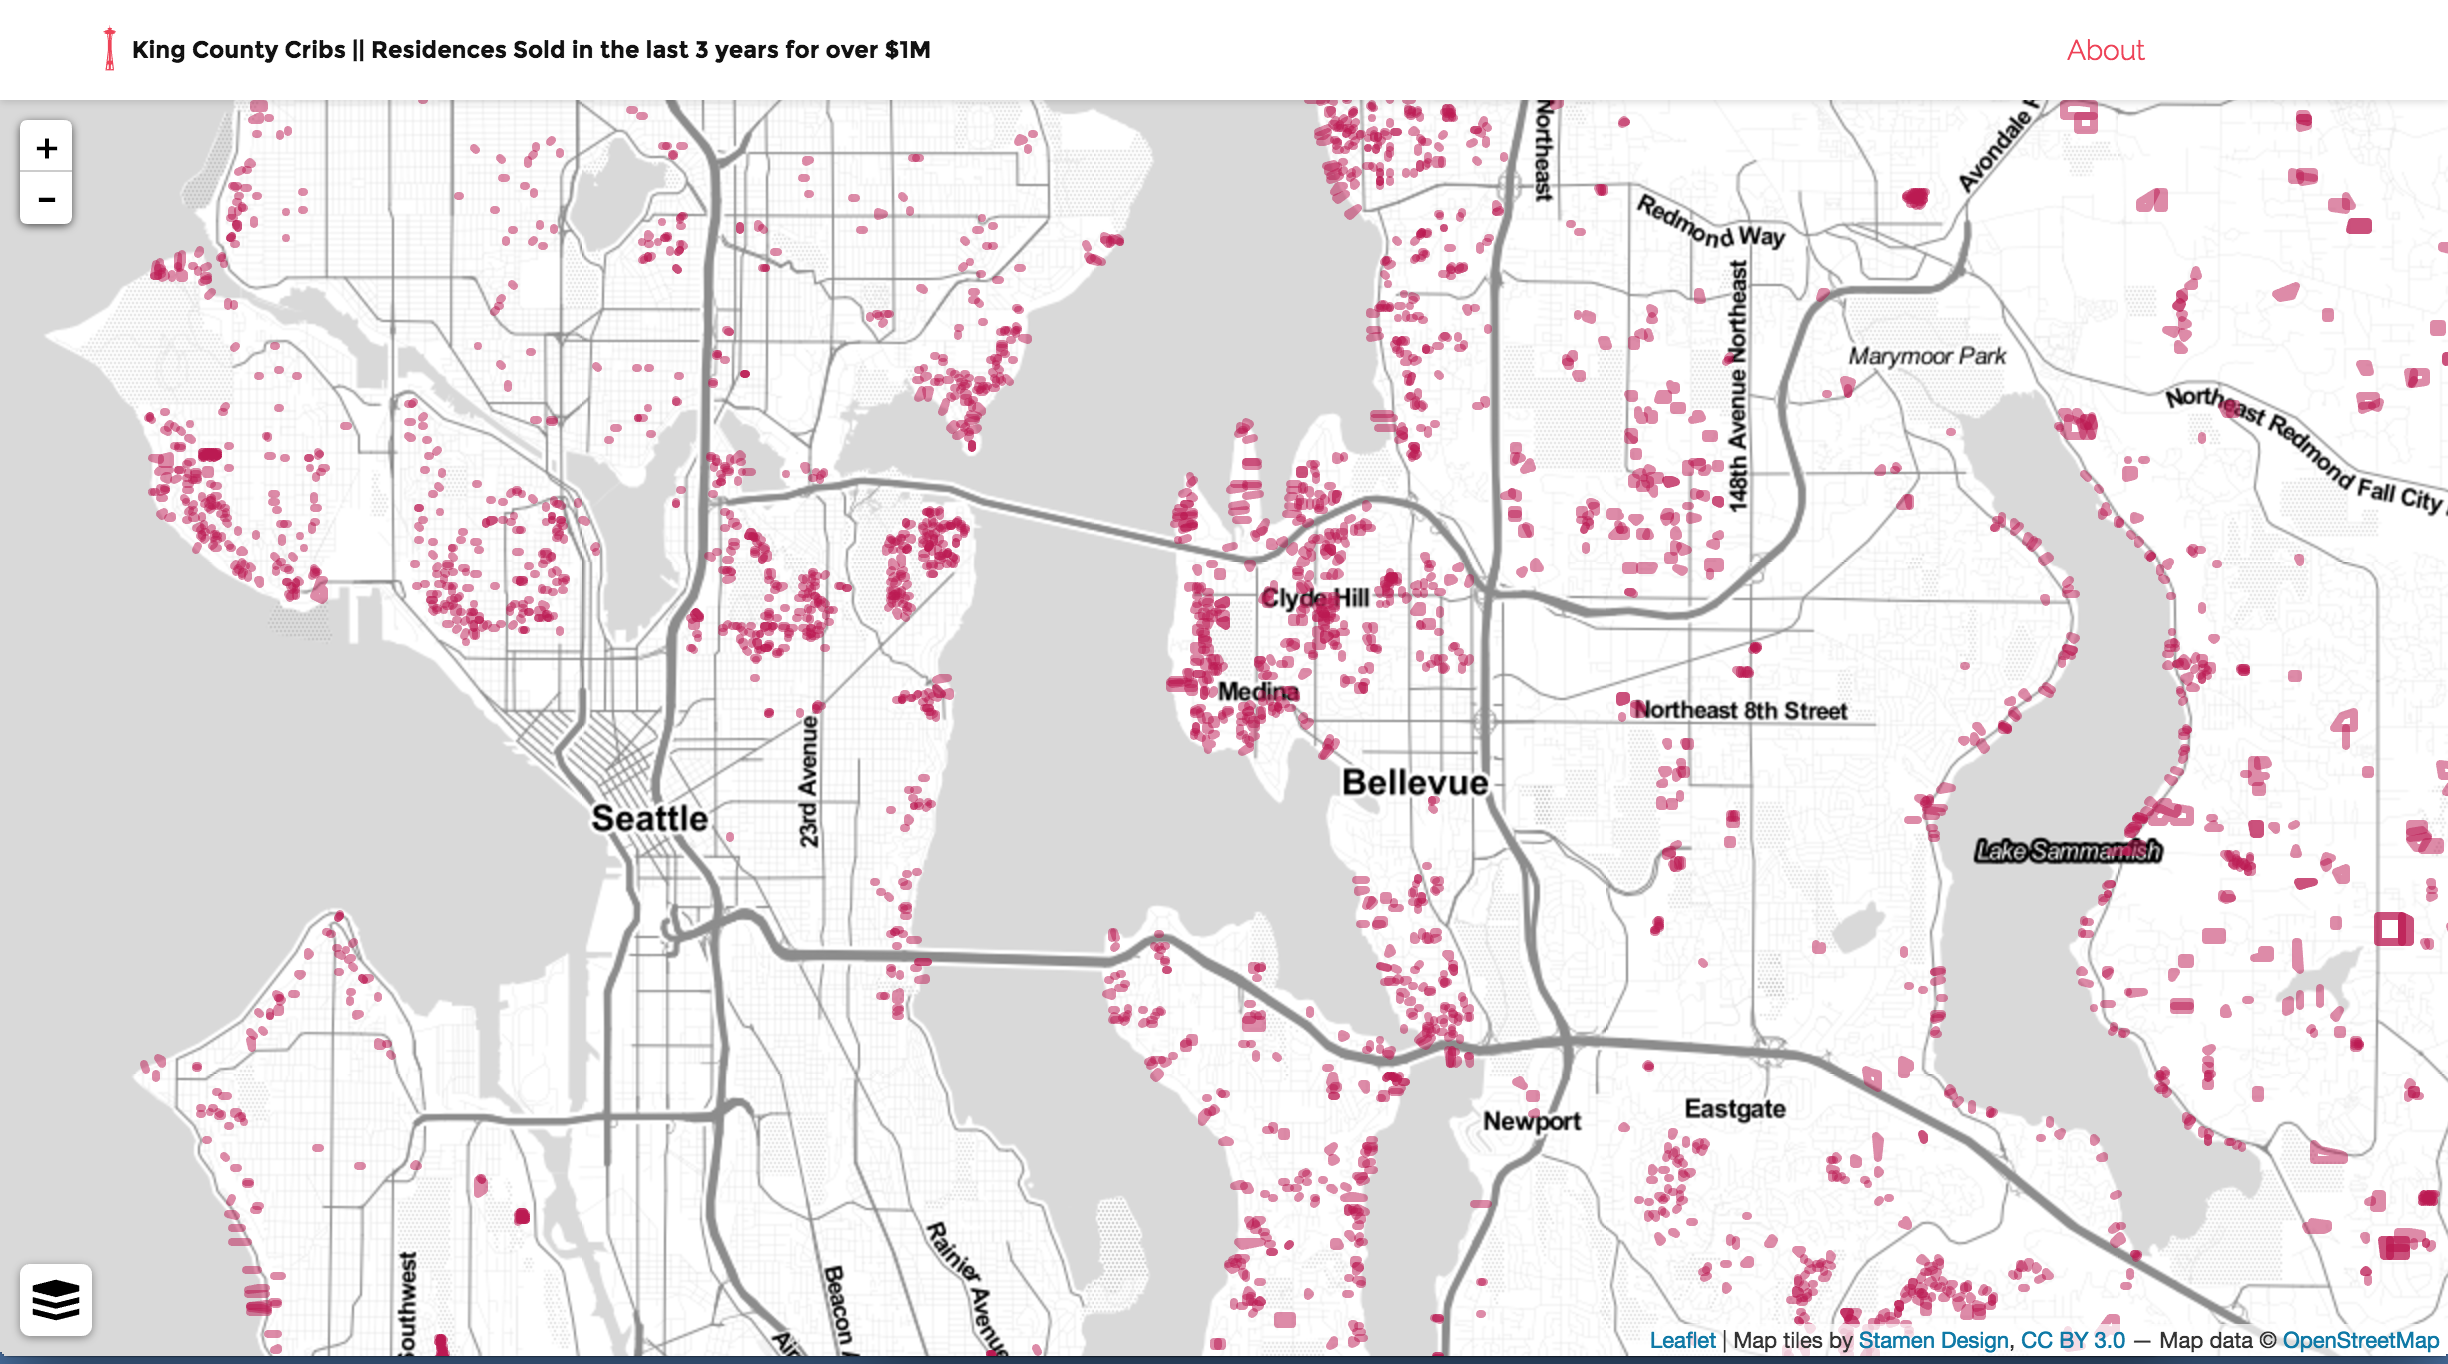 King County Cribs || Residences Sold in the last 3 years for over $1M
About
+
-
Northeast
Avondale
Redmond Way
148th Avenue Northeast
Marymoor Park
Northeast Redmond Fall City
Clyde Hill
Medina
Northeast 8th Street
23rd Avenue
Bellevue
Seattle
Lake Sammamish
Newport
Eastgate
Rainier Avenue
Beacon
outhwest
Leaflet | Map tiles by Stamen Design, CC BY 3.0 — Map data © OpenStreetMap